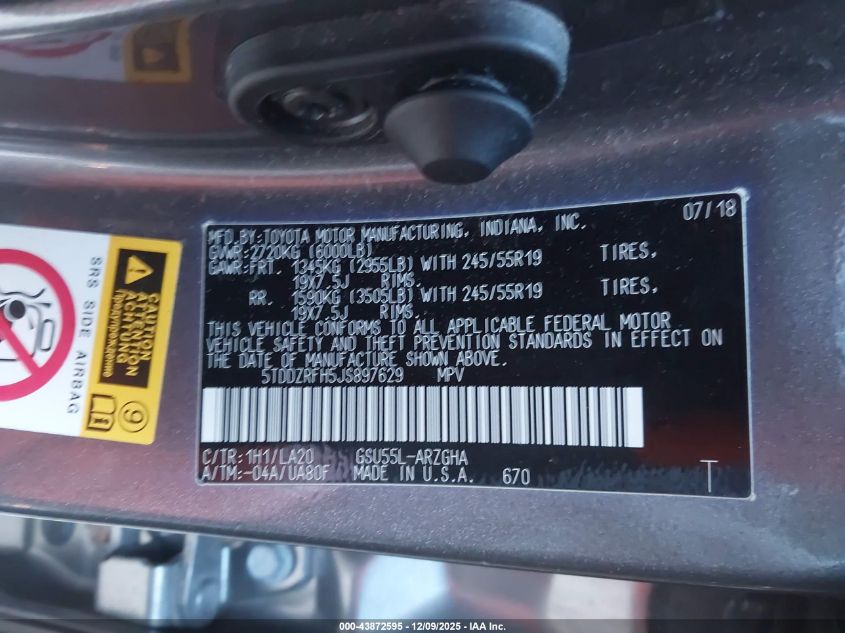 07/18
MFD.BY:TOYOTA MOTOR MANUFACTURING, INDIANA, INC.
GVWR:2720KG (6000LB)
GAWR:FRT. 1345KG (2955LB) WITH 245/55R19 TIRES,
19X7.5J RIMS.
RR. 1590KG (3505LB) WITH 245/55R19 TIRES,
19X7.5J RIMS.
THIS VEHICLE CONFORMS TO ALL APPLICABLE FEDERAL MOTOR
VEHICLE SAFETY AND THEFT PREVENTION STANDARDS IN EFFECT ON
THE DATE OF MANUFACTURE SHOWN ABOVE.
5TDDZRFH5JS897629 MPV
C/TR:1H1/LA20 GSU55L-ARZGHA
A/TM:-04A/UA80F MADE IN U.S.A. 670
T
SRS SIDE AIRBAG
CAUTION
ATTENTION
ACHTUNG
Предупреждение
9
000-43872595 - 12/09/2025 - IAA Inc.